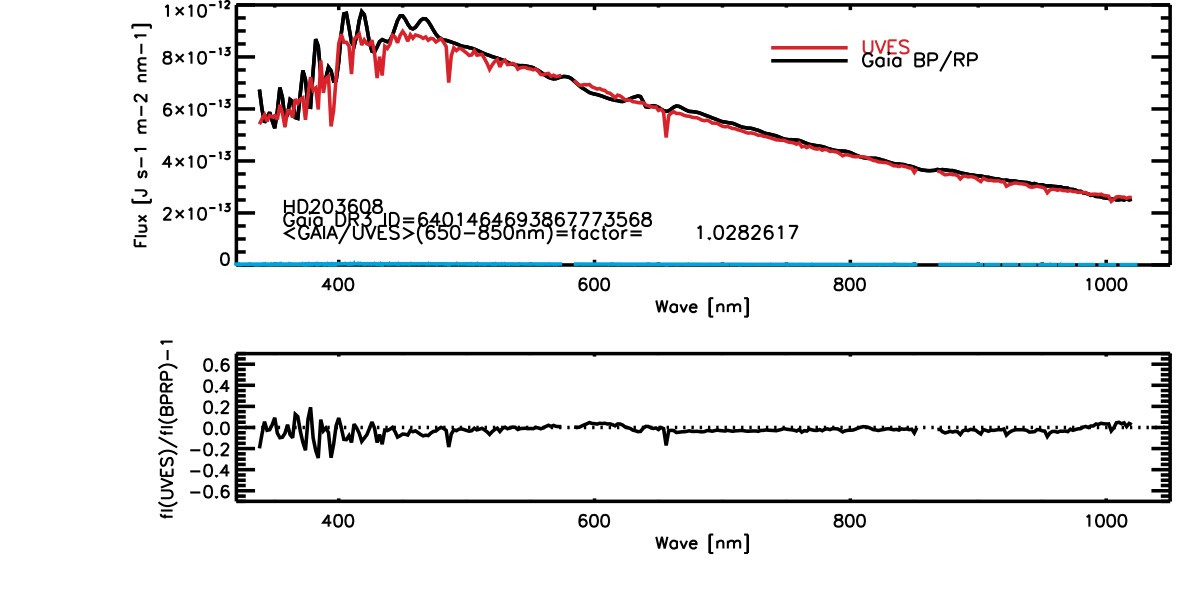 1×10−12
8×10−13
6×10−13
4×10−13
2×10−13
0
Flux [J s−1 m−2 nm−1]
UVES
Gaia BP/RP
HD203608
Gaia DR3 ID=6401464693867773568
<GAIA/UVES>(650−850nm)=factor= 1.0282617
400 600 800 1000
Wave [nm]
fl(UVES)/fl(BPRP)−1
0.6
0.4
0.2
0.0
−0.2
−0.4
−0.6
400 600 800 1000
Wave [nm]